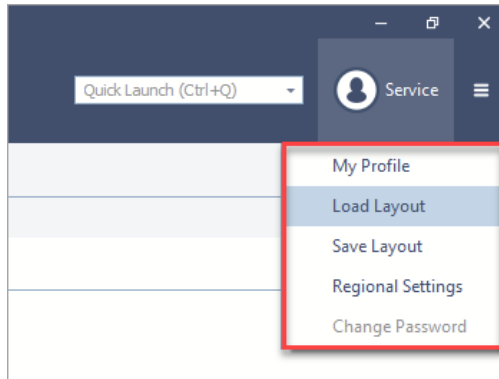 Quick Launch (Ctrl+Q)
Service
My Profile
Load Layout
Save Layout
Regional Settings
Change Password